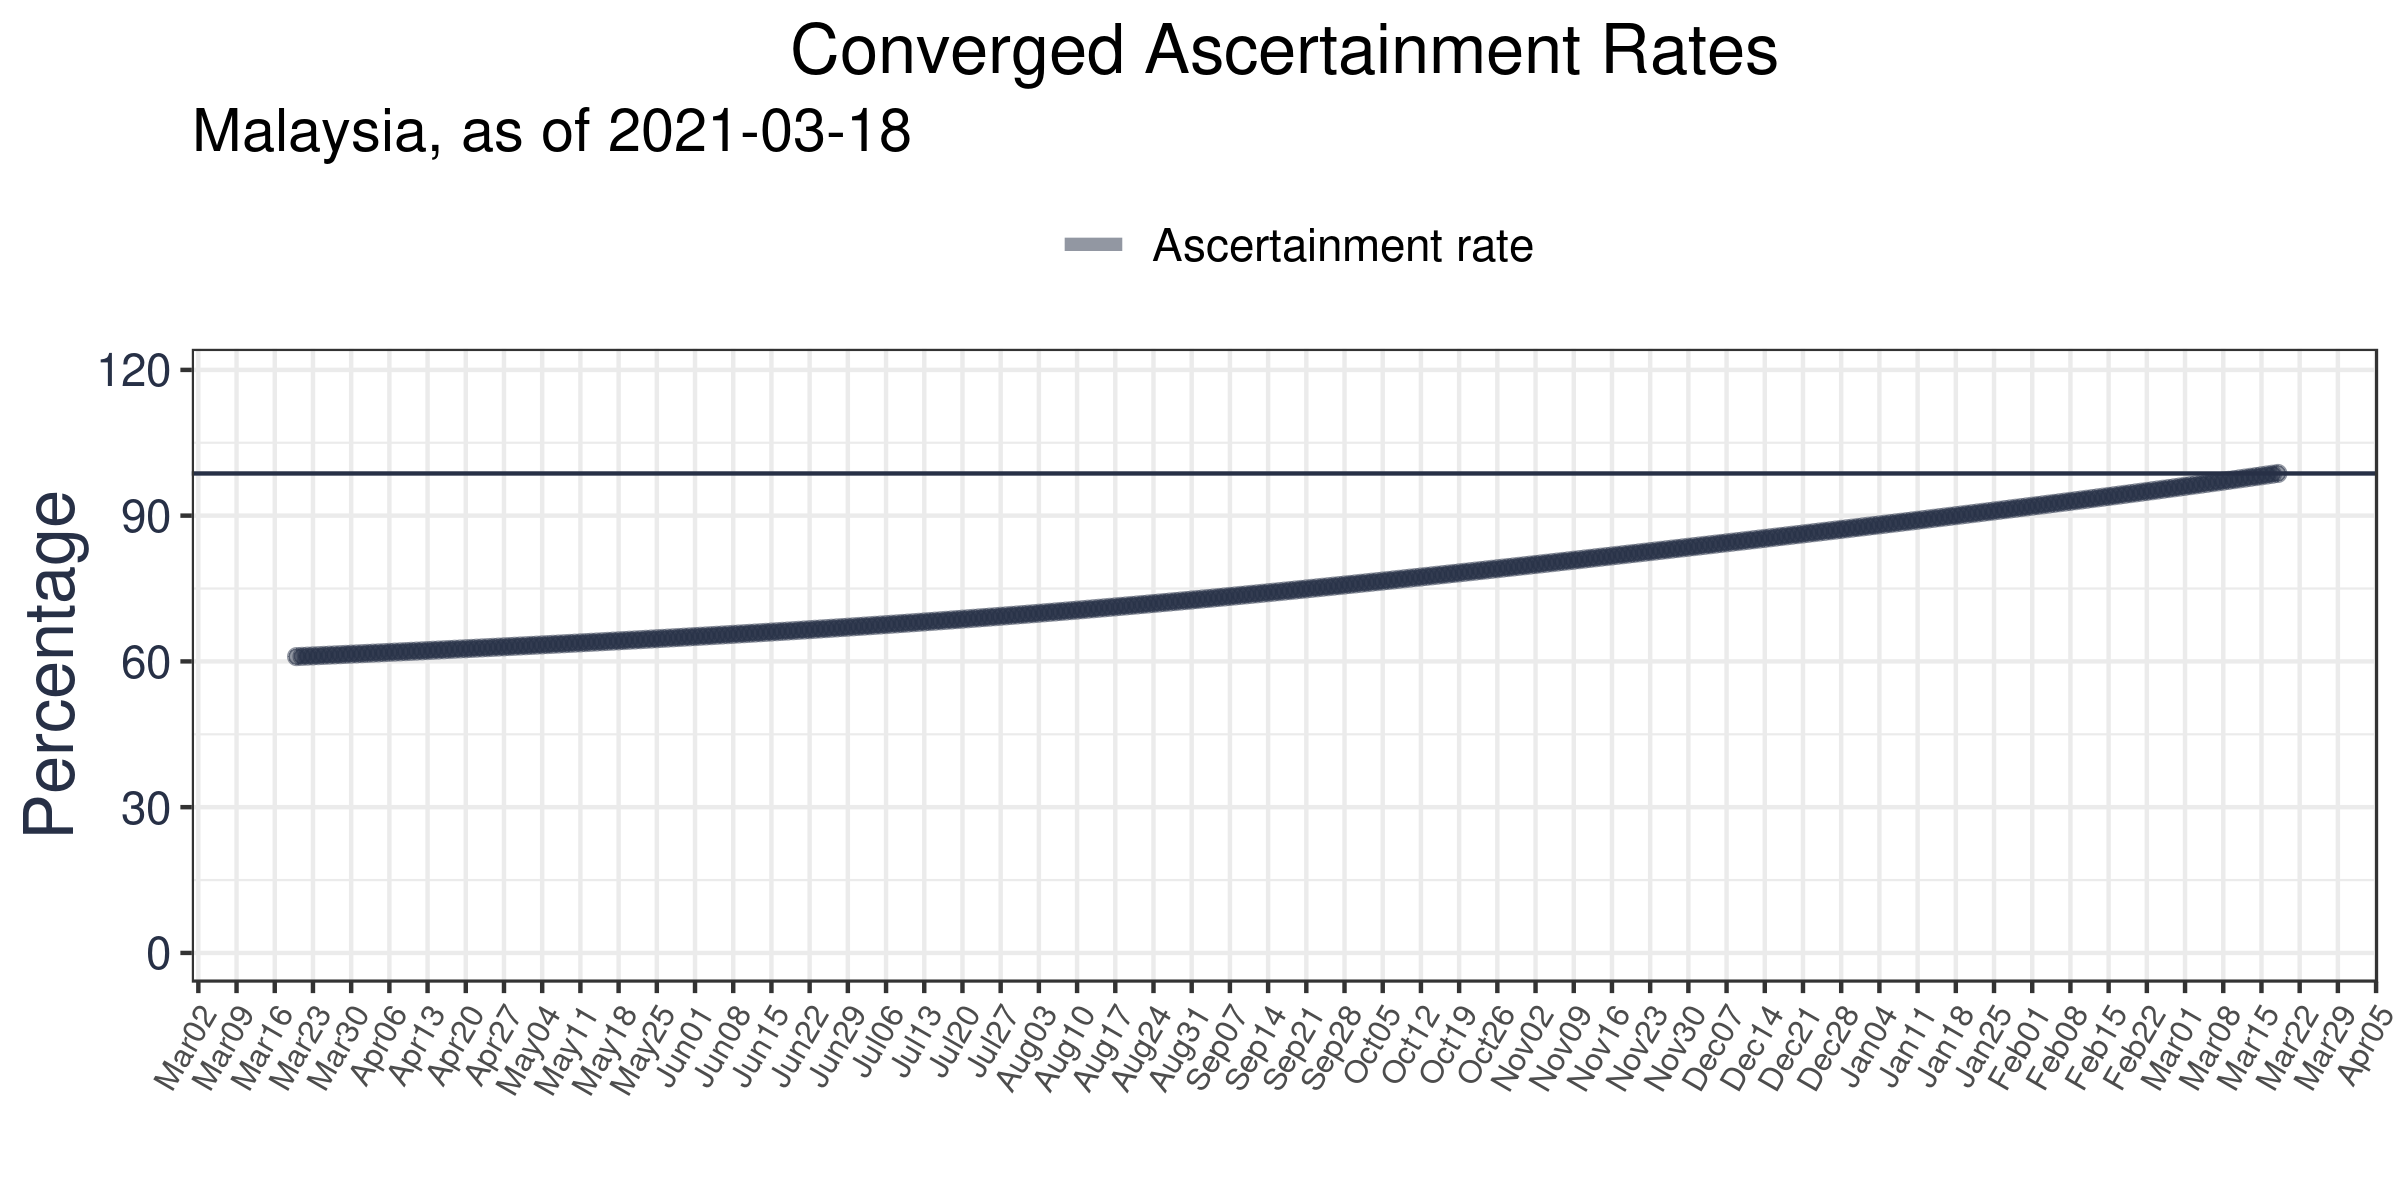 Converged Ascertainment Rates
Malaysia, as of 2021-03-18
Ascertainment rate
Percentage
120
90
60
30
0
Mar02
Mar09
Mar16
Mar23
Mar30
Apr06
Apr13
Apr20
Apr27
May04
May11
May18
May25
Jun01
Jun08
Jun15
Jun22
Jun29
Jul06
Jul13
Jul20
Jul27
Aug03
Aug10
Aug17
Aug24
Aug31
Sep07
Sep14
Sep21
Sep28
Oct05
Oct12
Oct19
Oct26
Nov02
Nov09
Nov16
Nov23
Nov30
Dec07
Dec14
Dec21
Dec28
Jan04
Jan11
Jan18
Jan25
Feb01
Feb08
Feb15
Feb22
Mar01
Mar08
Mar15
Mar22
Mar29
Apr05